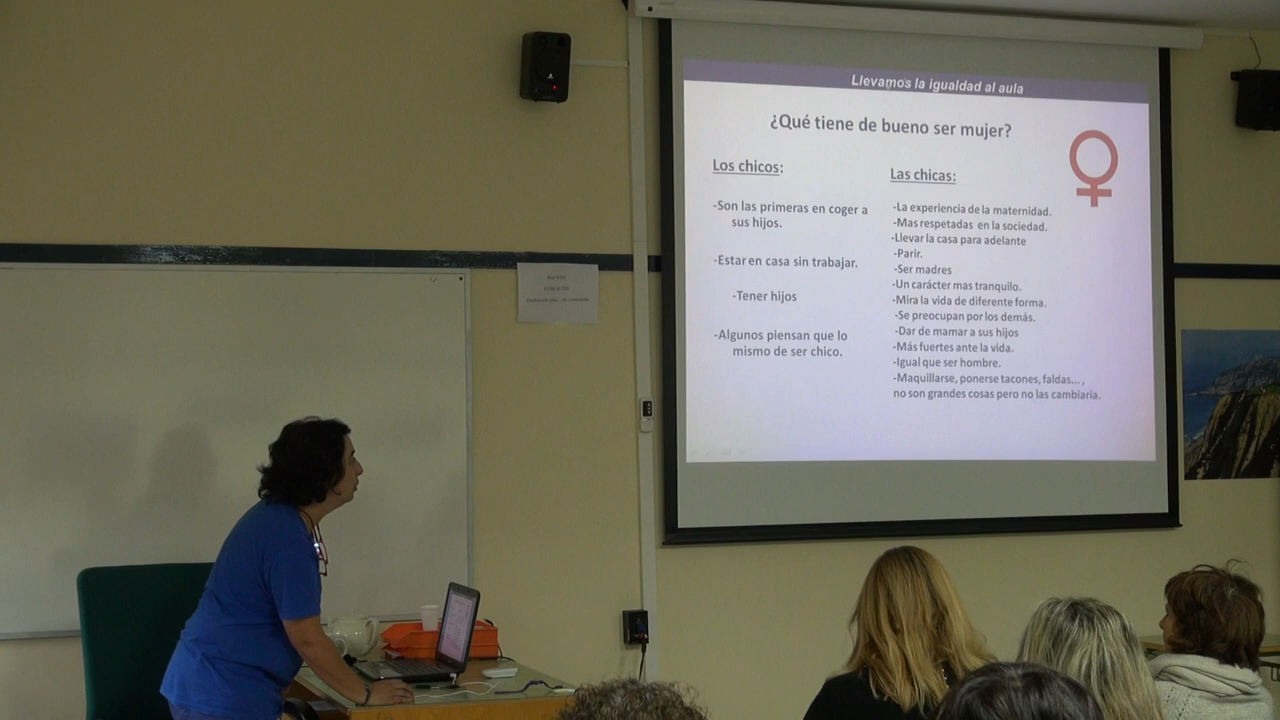 Llevamos la igualdad al aula
¿Qué tiene de bueno ser mujer?
Los chicos:
-Son las primeras en coger a
sus hijos.
-Estar en casa sin trabajar.
-Tener hijos
-Algunos piensan que lo
mismo de ser chico.
Las chicas:
-La experiencia de la maternidad.
-Mas respetadas en la sociedad.
-Llevar la casa para adelante
-Parir.
-Ser madres
-Un carácter mas tranquilo.
-Mira la vida de diferente forma.
-Se preocupan por los demás.
-Dar de mamar a sus hijos
-Más fuertes ante la vida.
-Igual que ser hombre.
-Maquillarse, ponerse tacones, faldas... ,
no son grandes cosas pero no las cambiaria.